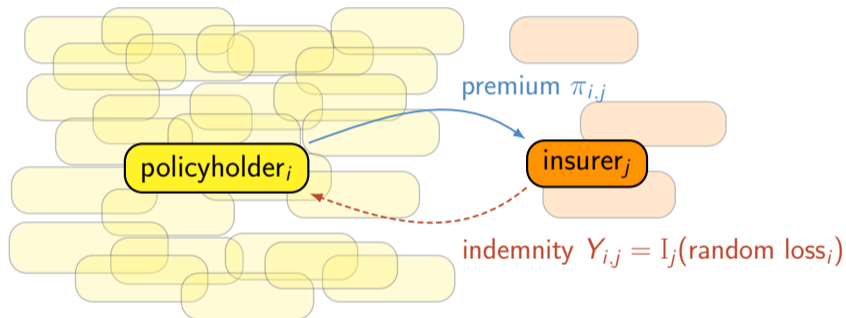 premium π_{i,j}
policyholder_i
insurer_j
indemnity Y_{i,j} = I_j(random loss_i)